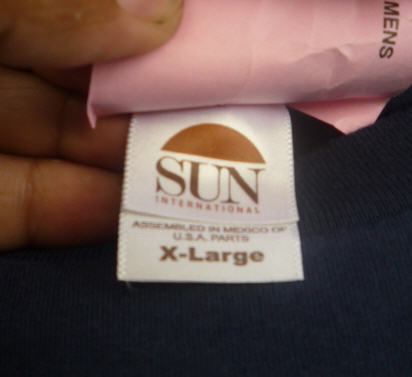 MENS
SUN
INTERNATIONAL
ASSEMBLED IN MEXICO OF
U.S.A. PARTS
X-Large